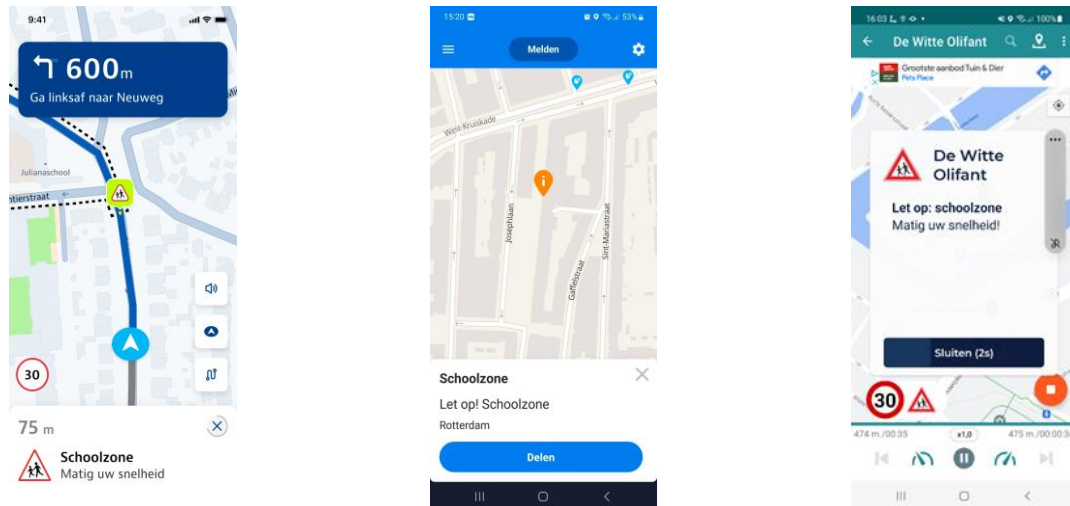 9:41
600m
Ga linksaf naar Neuweg
Julianaschool
ntierstraat
30
75 m
Schoolzone
Matig uw snelheid
15:20
53%
Melden
West-Kruiskade
Josephlaan
Sint-Mariastraat
Gaffelstraat
Schoolzone
Let op! Schoolzone
Rotterdam
Delen
16:03
100%
De Witte Olifant
Grootste aanbod Tuin & Dier
Pets Place
De Witte
Olifant
Let op: schoolzone
Matig uw snelheid!
Sluiten (2s)
30
474 m./00:35
x1,0
475 m./00:00:3